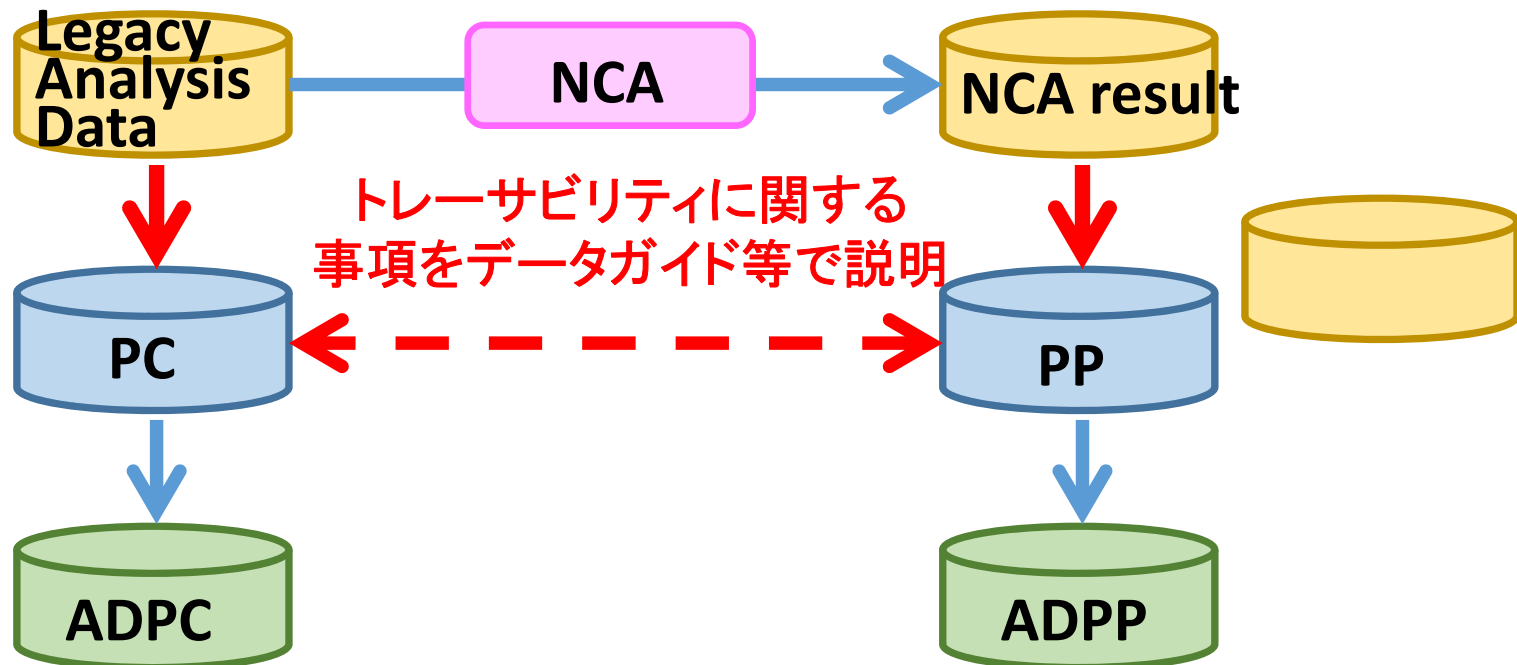 Legacy
Analysis
Data
NCA
NCA result
トレーサビリティに関する
事項をデータガイド等で説明
PC
PP
ADPC
ADPP